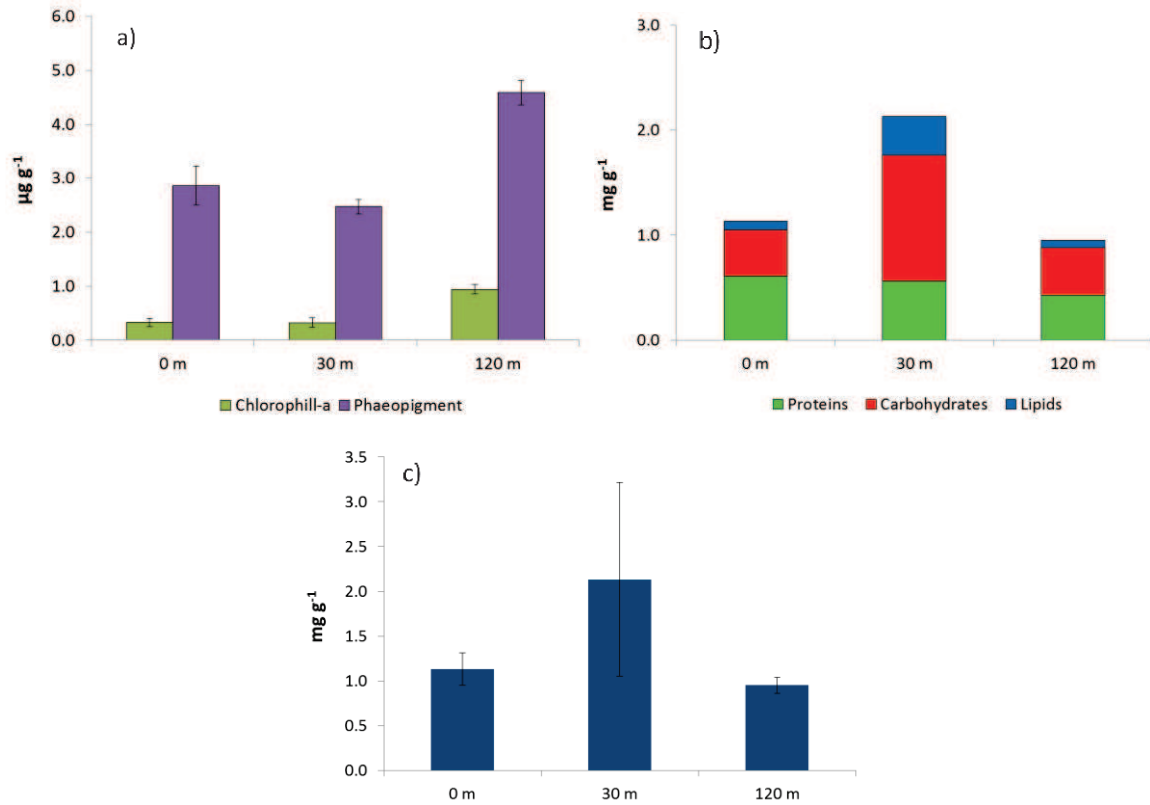 a)
6.0
5.0
4.0
3.0
2.0
1.0
0.0
µg g-1
0 m 30 m 120 m
Chlorophill-a Phaeopigment
b)
3.0
2.0
1.0
0.0
mg g-1
0 m 30 m 120 m
Proteins Carbohydrates Lipids
c)
3.5
3.0
2.5
2.0
1.5
1.0
0.5
0.0
mg g-1
0 m 30 m 120 m